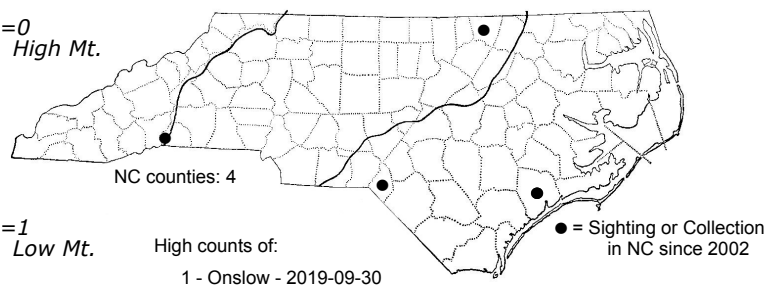 =0
High Mt.
NC counties: 4
=1
Low Mt.
High counts of:
1 - Onslow - 2019-09-30
● = Sighting or Collection
in NC since 2002